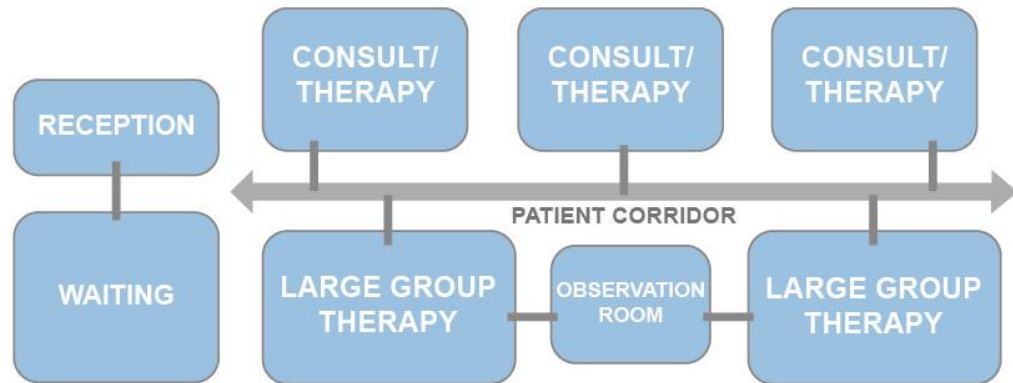 RECEPTION
WAITING
CONSULT/
THERAPY
CONSULT/
THERAPY
CONSULT/
THERAPY
PATIENT CORRIDOR
LARGE GROUP
THERAPY
OBSERVATION
ROOM
LARGE GROUP
THERAPY